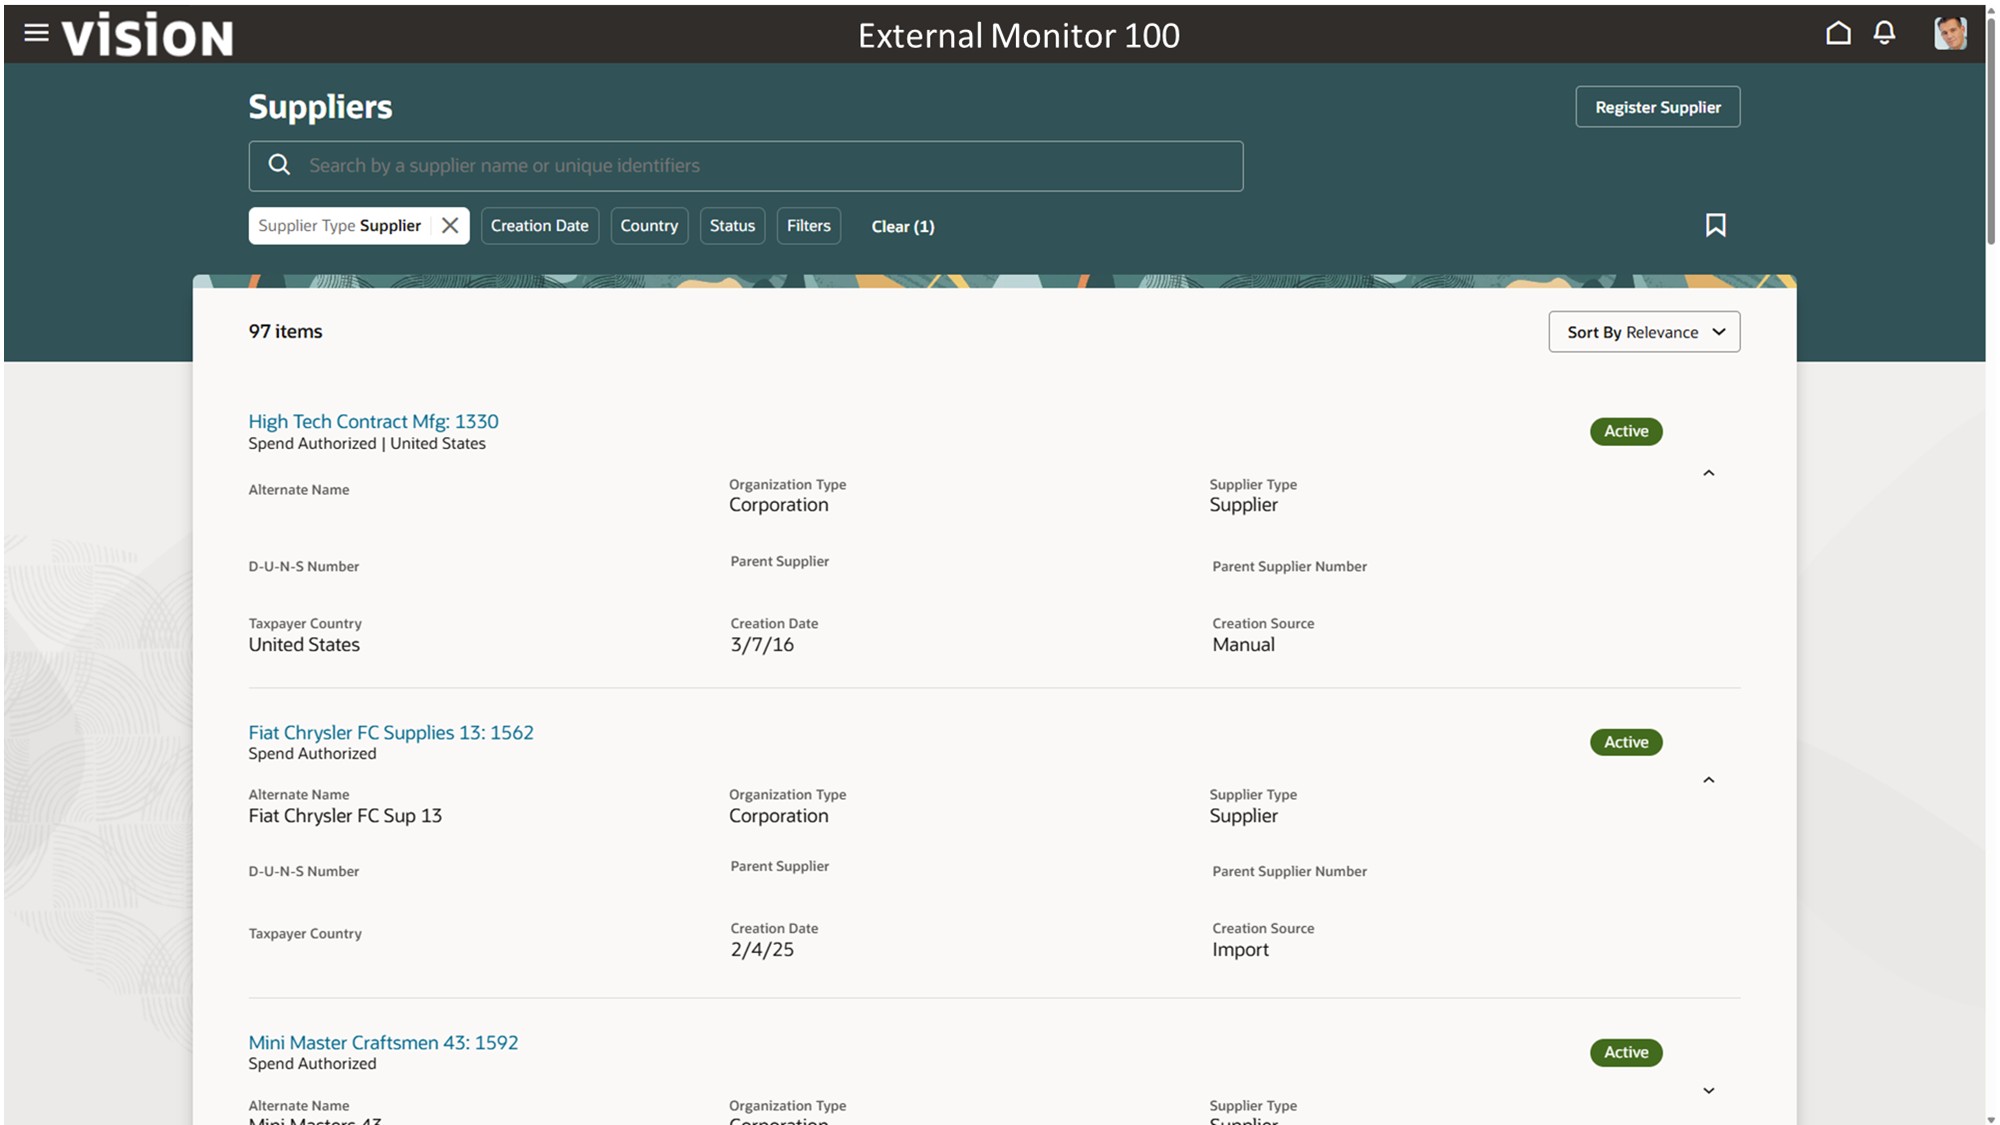 vision
External Monitor 100
Suppliers
Register Supplier
Search by a supplier name or unique identifiers
Supplier Type Supplier
Creation Date
Country
Status
Filters
Clear (1)
97 items
Sort By Relevance
High Tech Contract Mfg: 1330
Active
Spend Authorized | United States
Alternate Name
Organization Type
Supplier Type
Corporation
Supplier
D-U-N-S Number
Parent Supplier
Parent Supplier Number
Taxpayer Country
Creation Date
Creation Source
United States
3/7/16
Manual
Fiat Chrysler FC Supplies 13: 1562
Active
Spend Authorized
Alternate Name
Organization Type
Supplier Type
Fiat Chrysler FC Sup 13
Corporation
Supplier
D-U-N-S Number
Parent Supplier
Parent Supplier Number
Taxpayer Country
Creation Date
Creation Source
2/4/25
Import
Mini Master Craftsmen 43: 1592
Active
Spend Authorized
Alternate Name
Organization Type
Supplier Type
Mini Masters 43
Corporation
Supplier